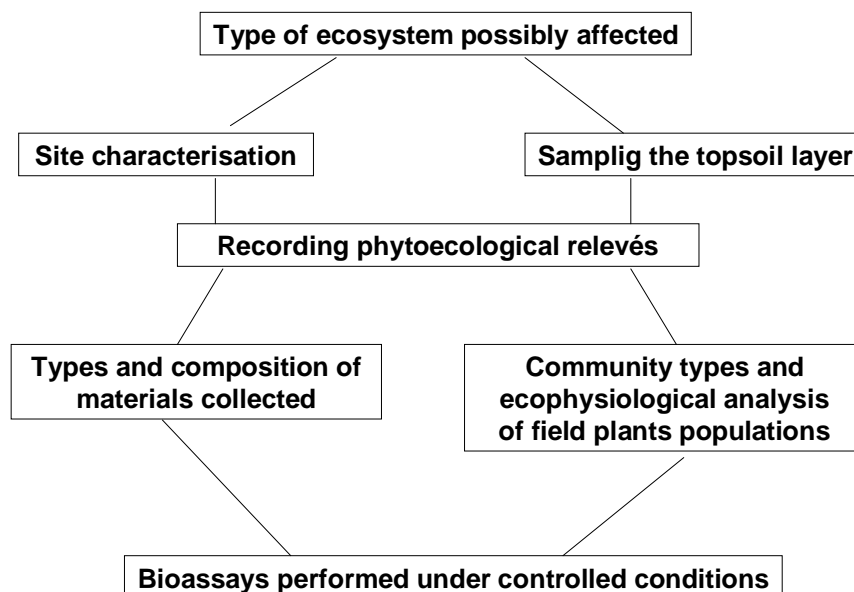 Type of ecosystem possibly affected
Site characterisation
Samplig the topsoil layer
Recording phytoecological relevés
Types and composition of
materials collected
Community types and
ecophysiological analysis
of field plants populations
Bioassays performed under controlled conditions